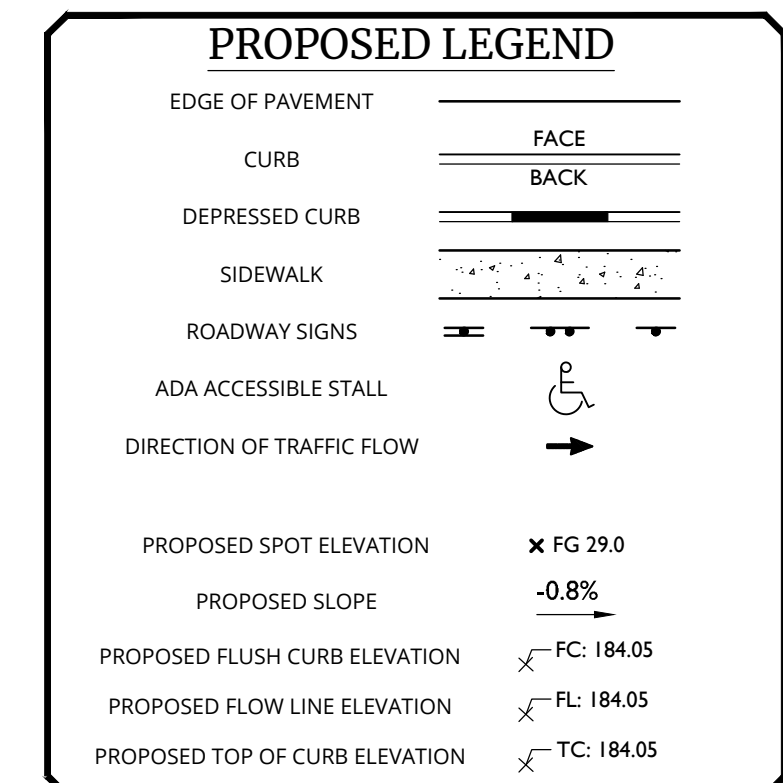 PROPOSED LEGEND
EDGE OF PAVEMENT
FACE
CURB
BACK
DEPRESSED CURB
SIDEWALK
ROADWAY SIGNS
ADA ACCESSIBLE STALL
DIRECTION OF TRAFFIC FLOW
PROPOSED SPOT ELEVATION FG 29.0
PROPOSED SLOPE -0.8%
PROPOSED FLUSH CURB ELEVATION FC: 184.05
PROPOSED FLOW LINE ELEVATION FL: 184.05
PROPOSED TOP OF CURB ELEVATION TC: 184.05